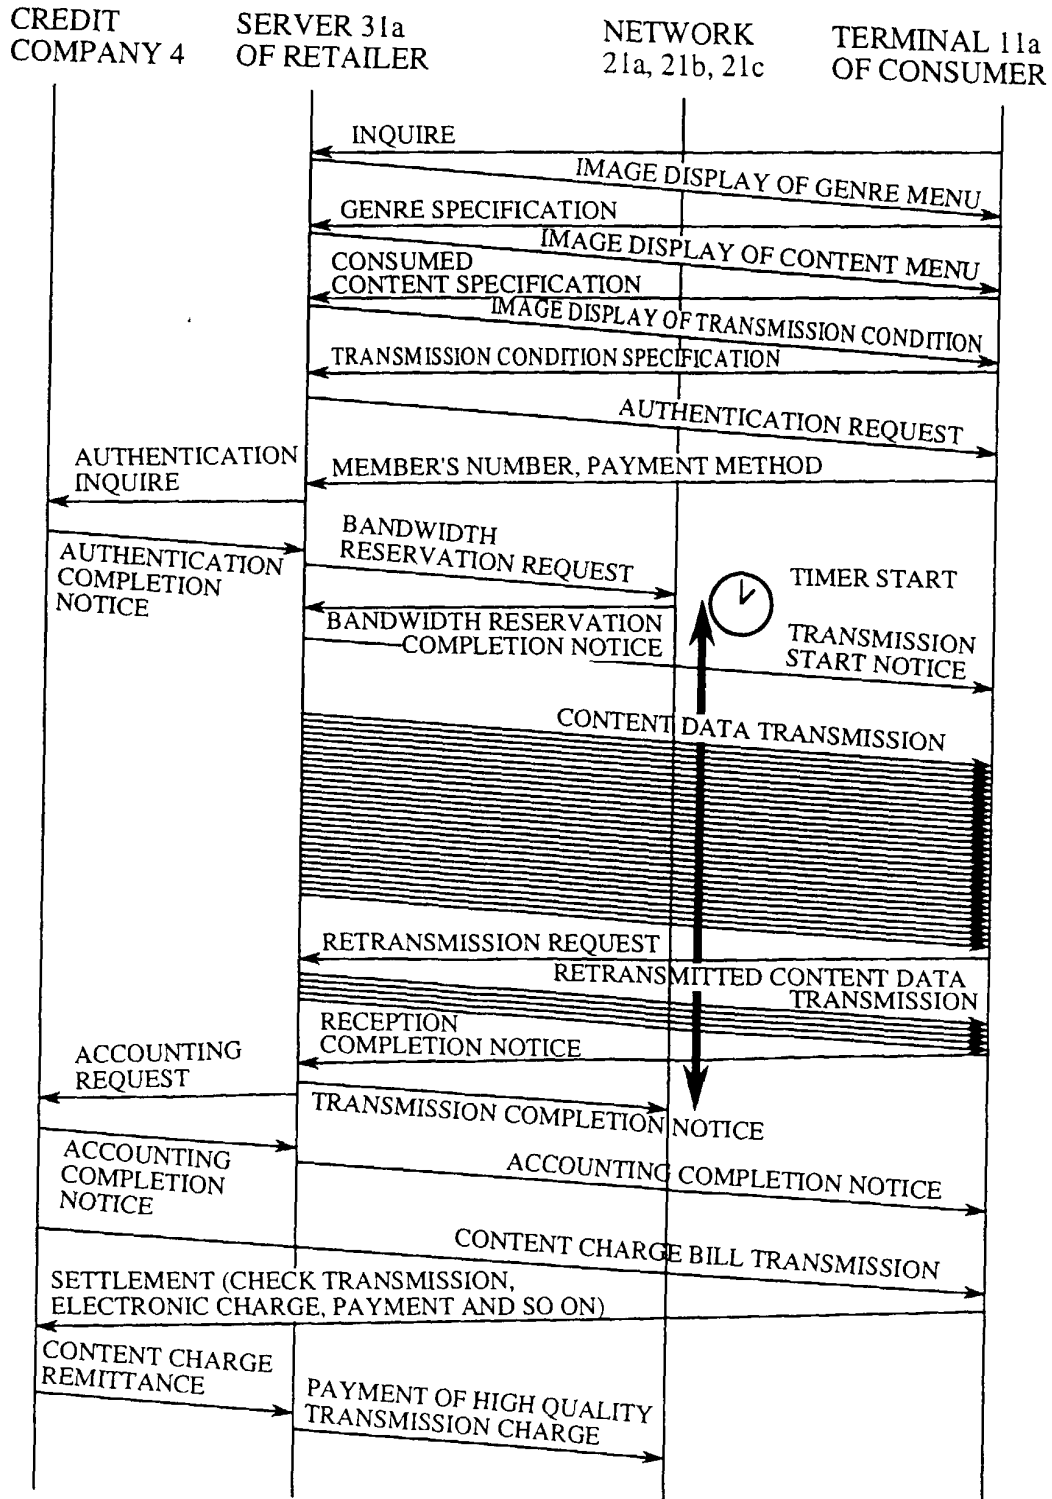 CREDIT
COMPANY 4
SERVER 31a
OF RETAILER
NETWORK
21a, 21b, 21c
TERMINAL 11a
OF CONSUMER
INQUIRE
IMAGE DISPLAY OF GENRE MENU
GENRE SPECIFICATION
IMAGE DISPLAY OF CONTENT MENU
CONSUMED
CONTENT SPECIFICATION
IMAGE DISPLAY OF TRANSMISSION CONDITION
TRANSMISSION CONDITION SPECIFICATION
AUTHENTICATION REQUEST
MEMBER'S NUMBER, PAYMENT METHOD
AUTHENTICATION
INQUIRE
AUTHENTICATION
COMPLETION
NOTICE
BANDWIDTH
RESERVATION REQUEST
TIMER START
BANDWIDTH RESERVATION
COMPLETION NOTICE
TRANSMISSION
START NOTICE
CONTENT DATA TRANSMISSION
RETRANSMISSION REQUEST
RETRANSMITTED CONTENT DATA
TRANSMISSION
RECEPTION
COMPLETION NOTICE
ACCOUNTING
REQUEST
TRANSMISSION COMPLETION NOTICE
ACCOUNTING
COMPLETION
NOTICE
ACCOUNTING COMPLETION NOTICE
CONTENT CHARGE BILL TRANSMISSION
SETTLEMENT (CHECK TRANSMISSION,
ELECTRONIC CHARGE, PAYMENT AND SO ON)
CONTENT CHARGE
REMITTANCE
PAYMENT OF HIGH QUALITY
TRANSMISSION CHARGE